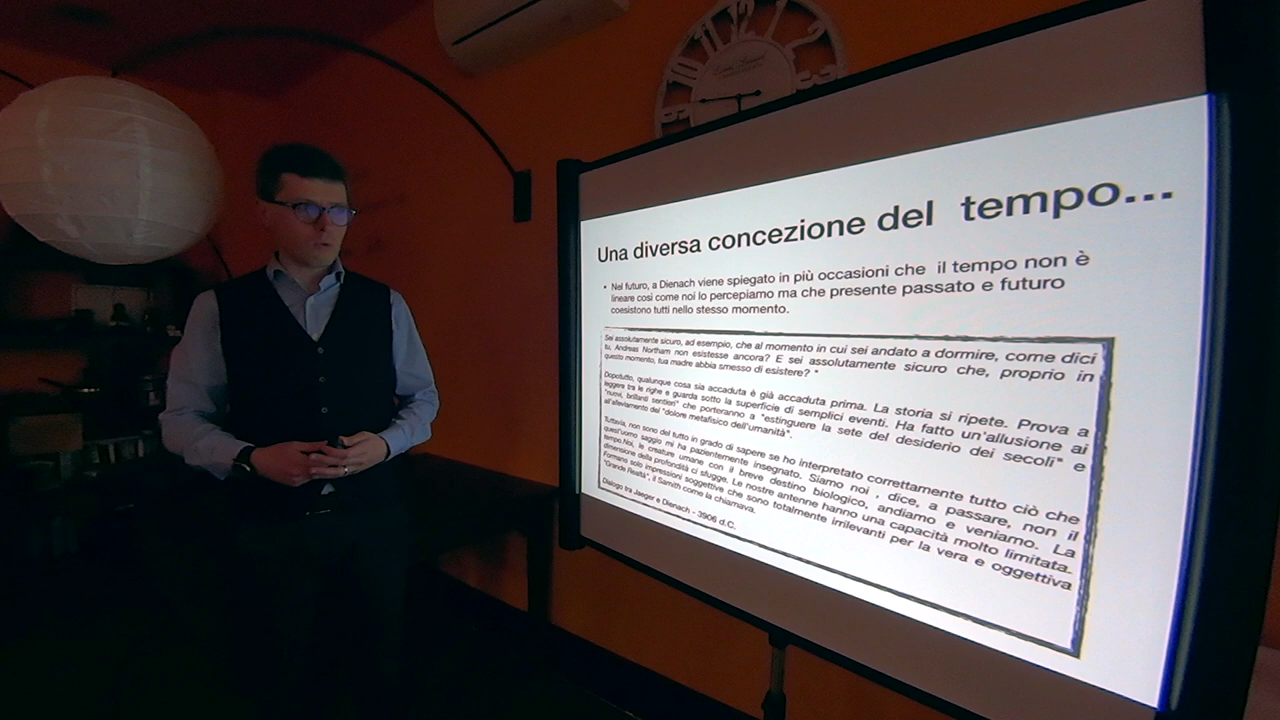 Una diversa concezione del tempo...
• Nel futuro, a Dienach viene spiegato in più occasioni che il tempo non è
lineare così come noi lo percepiamo ma che presente passato e futuro
coesistono tutti nello stesso momento.
Sei assolutamente sicuro, ad esempio, che al momento in cui sei andato a dormire, come dici
tu, Andreas Northam non esistesse ancora? E sei assolutamente sicuro che, proprio in
questo momento, tua madre abbia smesso di esistere? "
Dopotutto, qualunque cosa sia accaduta è già accaduta prima. La storia si ripete. Prova a
leggere tra le righe e guarda sotto la superficie di semplici eventi. Ha fatto un'allusione ai
"nuovi, brillanti sentieri" che porteranno a "estinguere la sete del desiderio dei secoli" e
all'alleviamento del "dolore metafisico dell'umanità".
Tuttavia, non sono del tutto in grado di sapere se ho interpretato correttamente tutto ciò che
quest'uomo saggio mi ha pazientemente insegnato. Siamo noi , dice, a passare, non il
tempo.Noi, le creature umane con il breve destino biologico, andiamo e veniamo. La
dimensione della profondità ci sfugge. Le nostre antenne hanno una capacità molto limitata.
Formano solo impressioni soggettive che sono totalmente irrilevanti per la vera e oggettiva
"Grande Realtà", il Samith come la chiamava.
Dialogo tra Jaeger e Dienach - 3906 d.C.